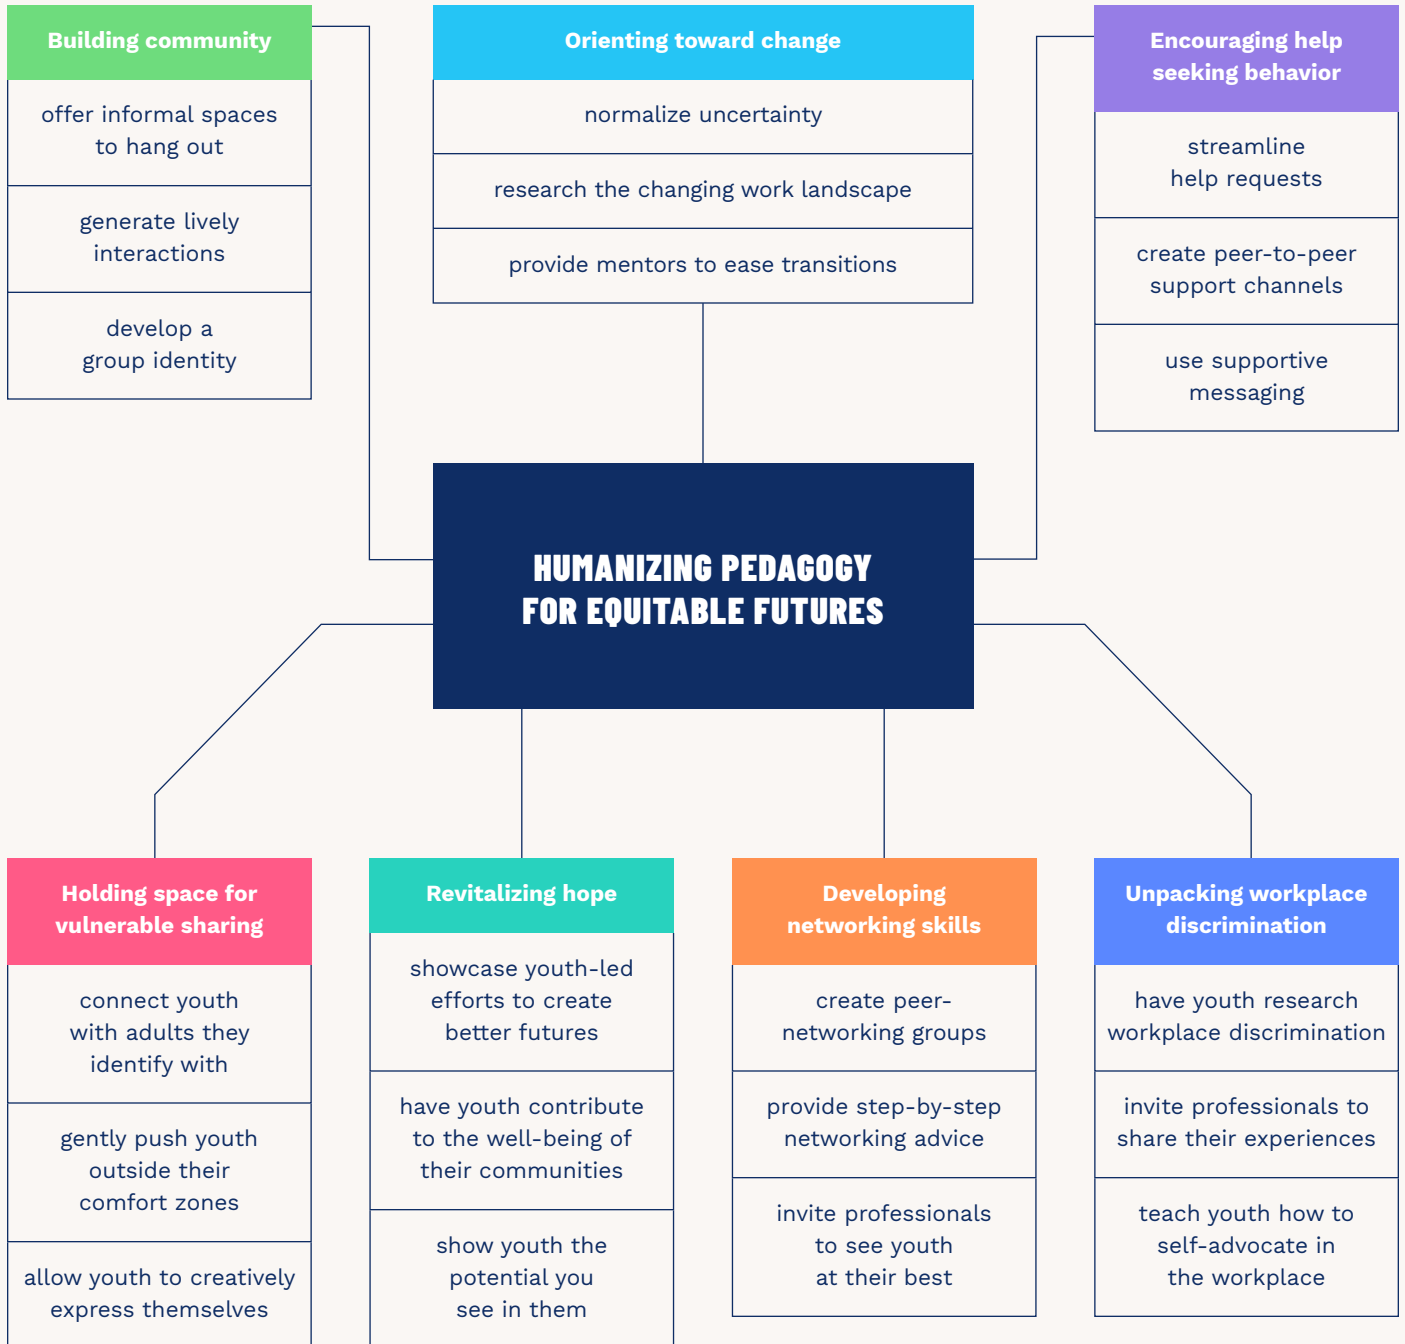 Building community
offer informal spaces
to hang out
generate lively
interactions
develop a
group identity
Orienting toward change
normalize uncertainty
research the changing work landscape
provide mentors to ease transitions
Encouraging help
seeking behavior
streamline
help requests
create peer-to-peer
support channels
use supportive
messaging
HUMANIZING PEDAGOGY
FOR EQUITABLE FUTURES
Holding space for
vulnerable sharing
connect youth
with adults they
identify with
gently push youth
outside their
comfort zones
allow youth to creatively
express themselves
Revitalizing hope
showcase youth-led
efforts to create
better futures
have youth contribute
to the well-being of
their communities
show youth the
potential you
see in them
Developing
networking skills
create peer-
networking groups
provide step-by-step
networking advice
invite professionals
to see youth
at their best
Unpacking workplace
discrimination
have youth research
workplace discrimination
invite professionals to
share their experiences
teach youth how to
self-advocate in
the workplace